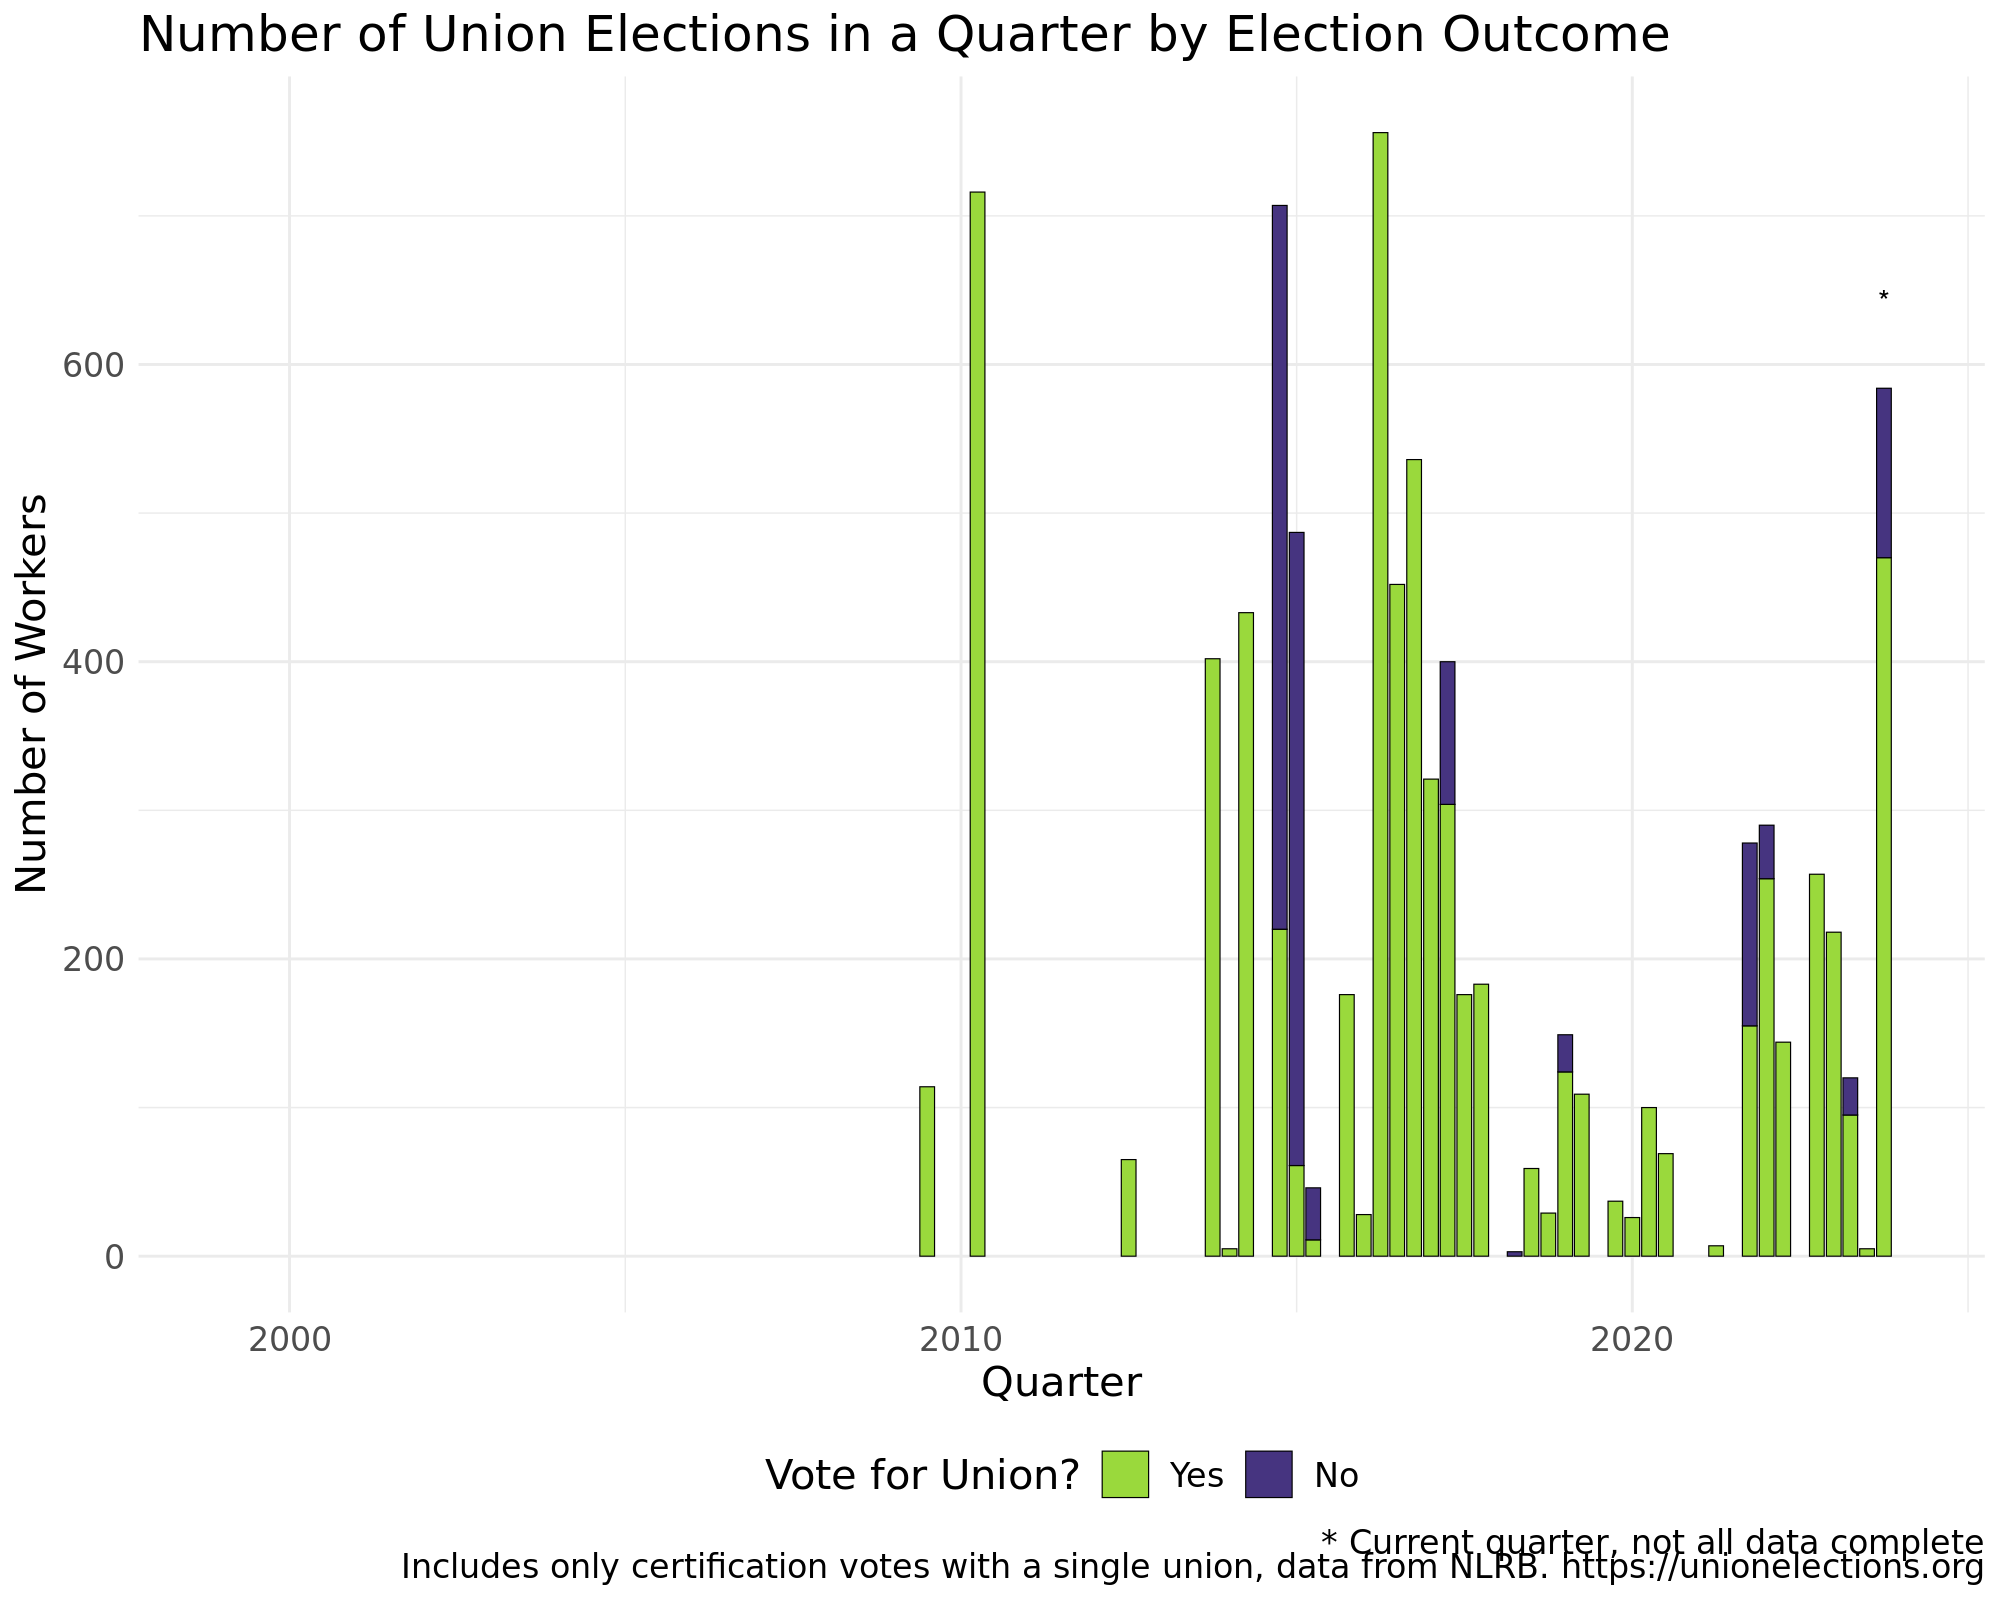 Number of Union Elections in a Quarter by Election Outcome
Number of Workers
*
600
400
200
0
2000 2010 2020
Quarter
Vote for Union? Yes No
* Current quarter, not all data complete
Includes only certification votes with a single union, data from NLRB. https://unionelections.org